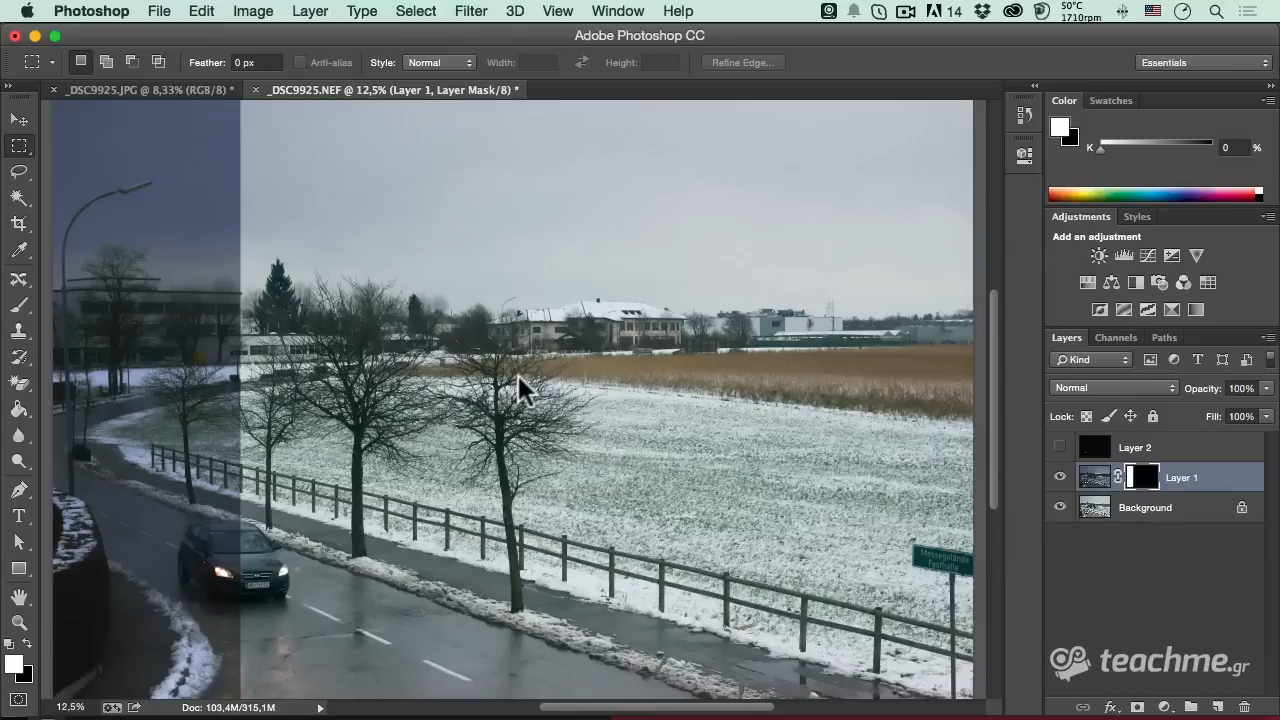 Photoshop File Edit Image Layer Type Select Filter 3D View Window Help 14 50°C 1710rpm
Adobe Photoshop CC
Feather: 0 px Anti-alias Style: Normal Width: Height: Refine Edge... Essentials
_DSC9925.JPG @ 8,33% (RGB/8) * _DSC9925.NEF @ 12,5% (Layer 1, Layer Mask/8) *
Color Swatches
K 0 %
Adjustments Styles
Add an adjustment
Layers Channels Paths
Kind
Normal Opacity: 100%
Lock: Fill: 100%
Layer 2
Layer 1
Background
Messegelände
Festhalle
teachme.gr
12,5% Doc: 103,4M/315,1M